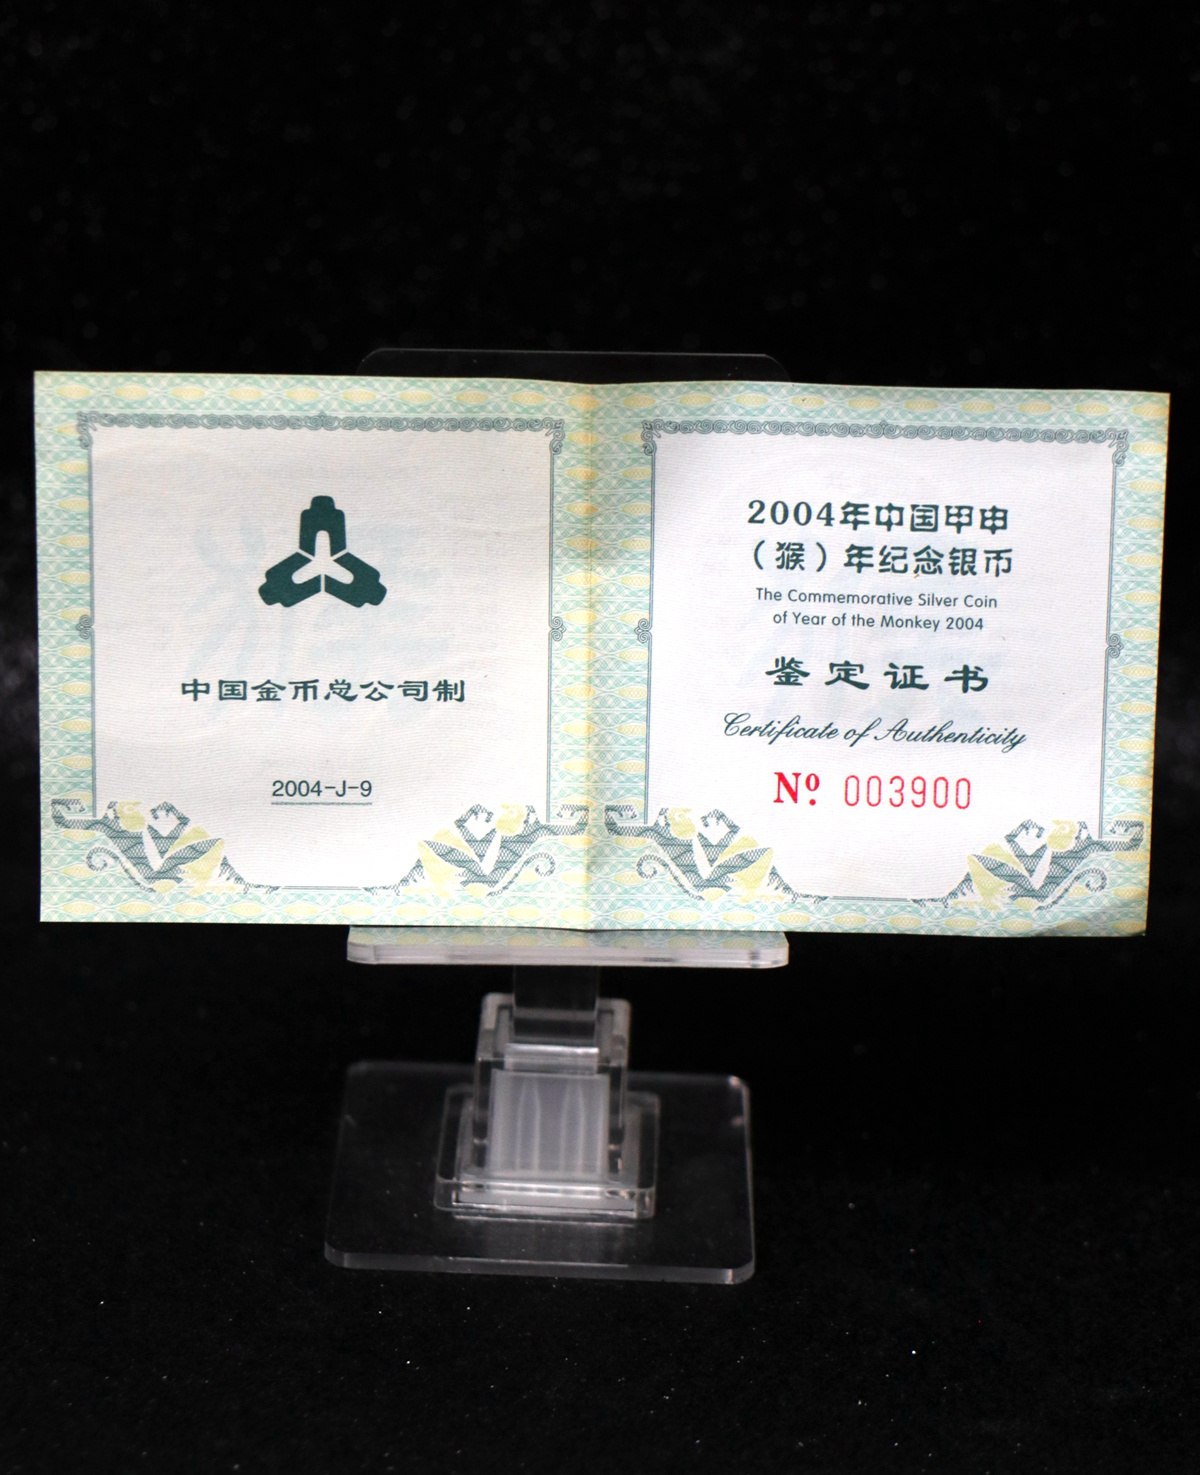 中国金币总公司制
2004-J-9
2004年中国甲申
（猴）年纪念银币
The Commemorative Silver Coin
of Year of the Monkey 2004
鉴定证书
Certificate of Authenticity
Nº 003900